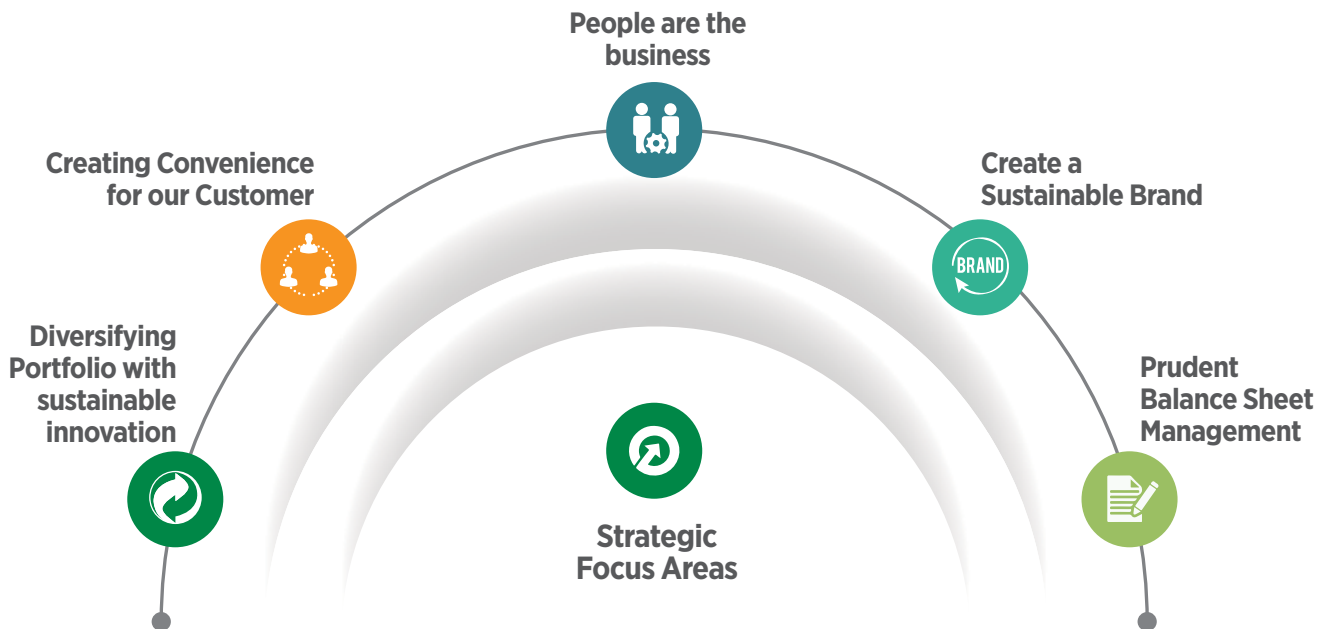 People are the
business
Creating Convenience
for our Customer
Create a
Sustainable Brand
BRAND
Diversifying
Portfolio with
sustainable
innovation
Prudent
Balance Sheet
Management
Strategic
Focus Areas